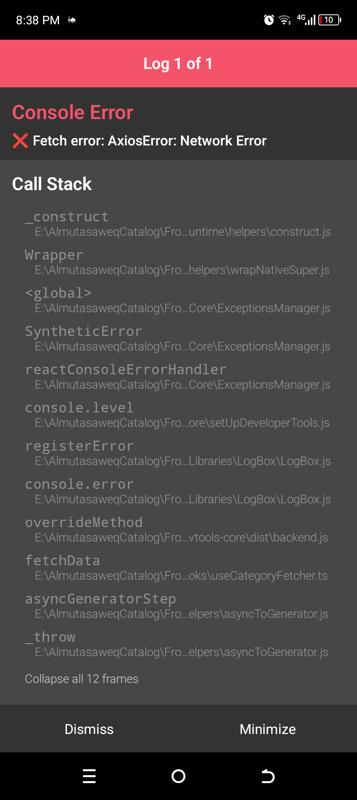 8:38 PM
4G
10
Log 1 of 1
Console Error
❌ Fetch error: AxiosError: Network Error
Call Stack
_construct
E:\AlmutasaweqCatalog\Fro...untime\helpers\construct.js
Wrapper
E:\AlmutasaweqCatalog\Fro...helpers\wrapNativeSuper.js
<global>
E:\AlmutasaweqCatalog\Fro...Core\ExceptionsManager.js
SyntheticError
E:\AlmutasaweqCatalog\Fro...Core\ExceptionsManager.js
reactConsoleErrorHandler
E:\AlmutasaweqCatalog\Fro...Core\ExceptionsManager.js
console.level
E:\AlmutasaweqCatalog\Fro...ore\setUpDeveloperTools.js
registerError
E:\AlmutasaweqCatalog\Fro...Libraries\LogBox\LogBox.js
console.error
E:\AlmutasaweqCatalog\Fro...Libraries\LogBox\LogBox.js
overrideMethod
E:\AlmutasaweqCatalog\Fro...vtools-core\dist\backend.js
fetchData
E:\AlmutasaweqCatalog\Fro...oks\useCategoryFetcher.ts
asyncGeneratorStep
E:\AlmutasaweqCatalog\Fro...elpers\asyncToGenerator.js
_throw
E:\AlmutasaweqCatalog\Fro...elpers\asyncToGenerator.js
Collapse all 12 frames
Dismiss
Minimize